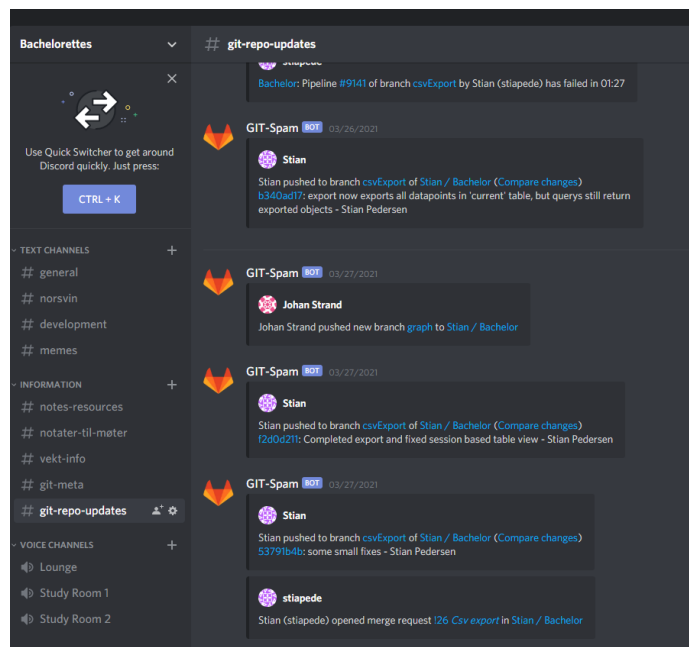 Bachelorettes
Use Quick Switcher to get around
Discord quickly. Just press:
CTRL + K
TEXT CHANNELS
# general
# norsvin
# development
# memes
INFORMATION
# notes-resources
# notater-til-møter
# vekt-info
# git-meta
# git-repo-updates
VOICE CHANNELS
Lounge
Study Room 1
Study Room 2
# git-repo-updates
stiapede
Bachelor: Pipeline #9141 of branch csvExport by Stian (stiapede) has failed in 01:27
GIT-Spam BOT 03/26/2021
Stian
Stian pushed to branch csvExport of Stian / Bachelor (Compare changes)
b340ad17: export now exports all datapoints in 'current' table, but querys still return
exported objects - Stian Pedersen
GIT-Spam BOT 03/27/2021
Johan Strand
Johan Strand pushed new branch graph to Stian / Bachelor
GIT-Spam BOT 03/27/2021
Stian
Stian pushed to branch csvExport of Stian / Bachelor (Compare changes)
f2d0d211: Completed export and fixed session based table view - Stian Pedersen
GIT-Spam BOT 03/27/2021
Stian
Stian pushed to branch csvExport of Stian / Bachelor (Compare changes)
53791b4b: some small fixes - Stian Pedersen
stiapede
Stian (stiapede) opened merge request !26 Csv export in Stian / Bachelor